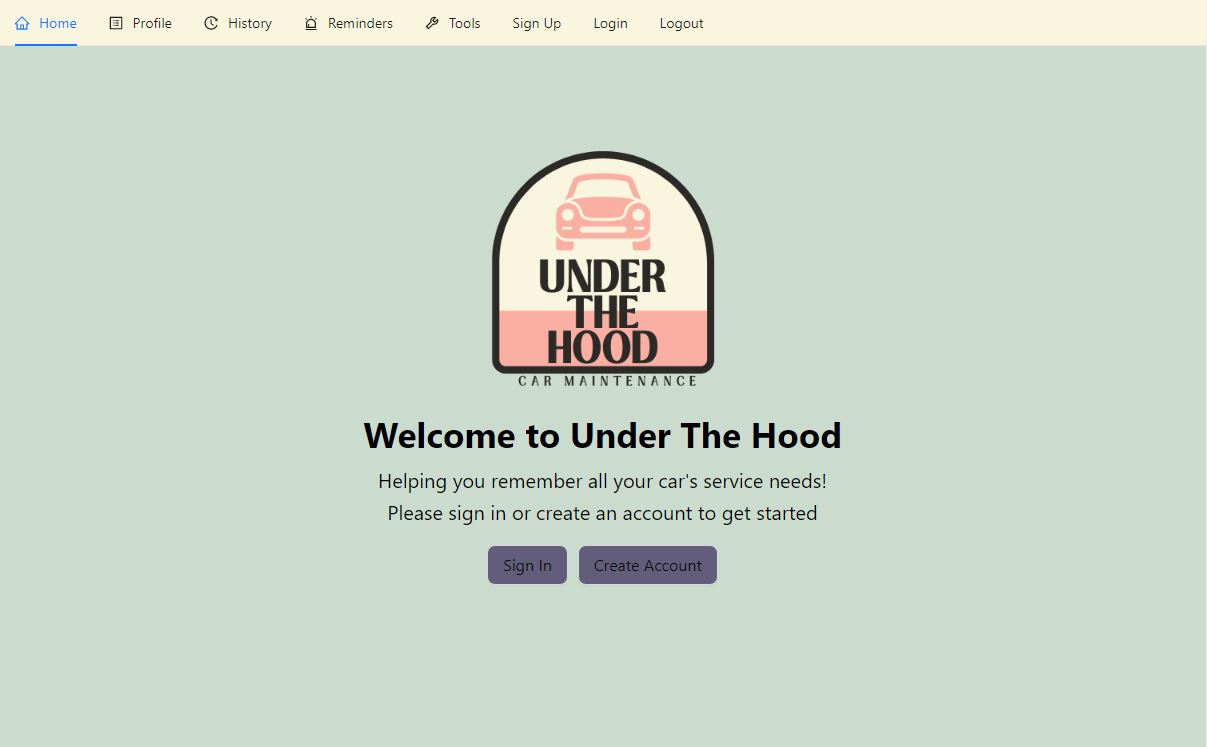 Home Profile History Reminders Tools Sign Up Login Logout
UNDER
THE
HOOD
CAR MAINTENANCE
Welcome to Under The Hood
Helping you remember all your car's service needs!
Please sign in or create an account to get started
Sign In Create Account